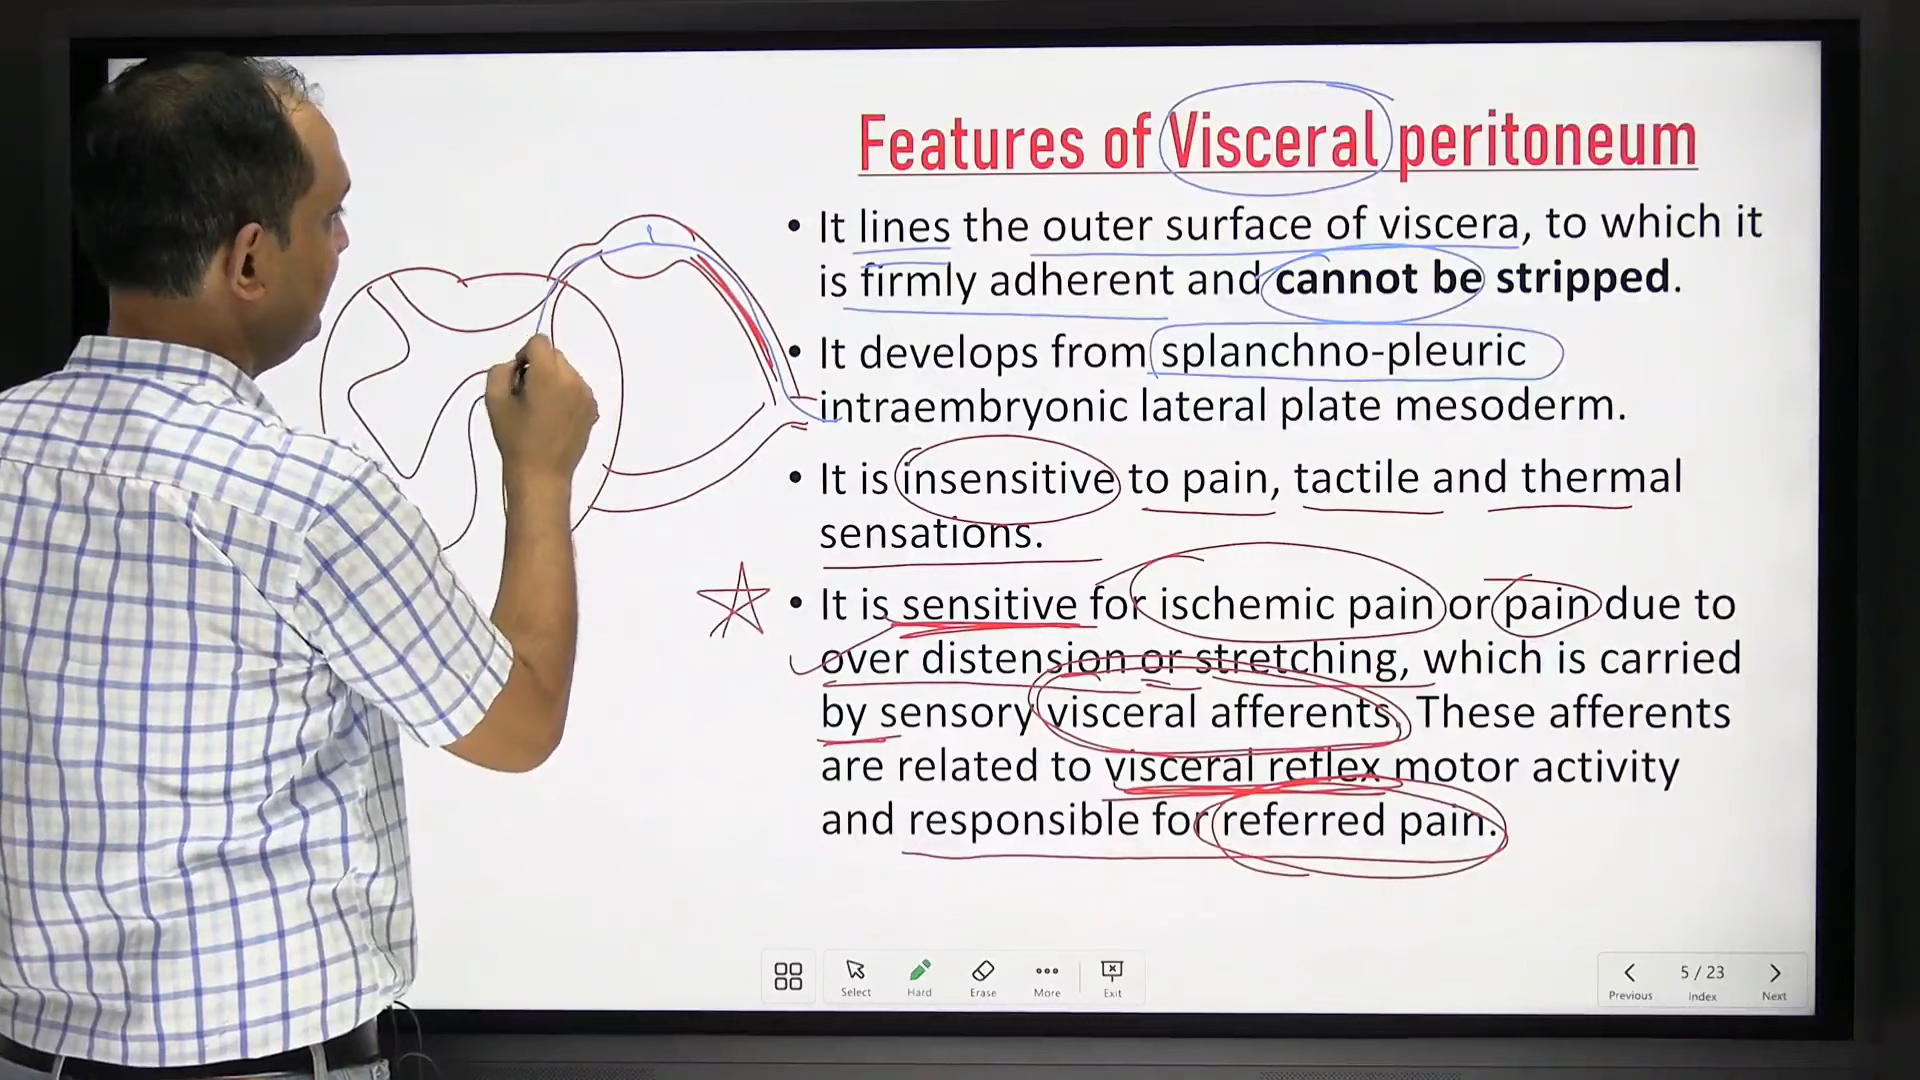 Features of Visceral peritoneum
• It lines the outer surface of viscera, to which it
is firmly adherent and cannot be stripped.
• It develops from splanchno-pleuric
intraembryonic lateral plate mesoderm.
• It is insensitive to pain, tactile and thermal
sensations.
• It is sensitive for ischemic pain or pain due to
over distension or stretching, which is carried
by sensory visceral afferents. These afferents
are related to visceral reflex motor activity
and responsible for referred pain.
Select
Hard
Erase
More
Exit
5 / 23
Previous
Index
Next